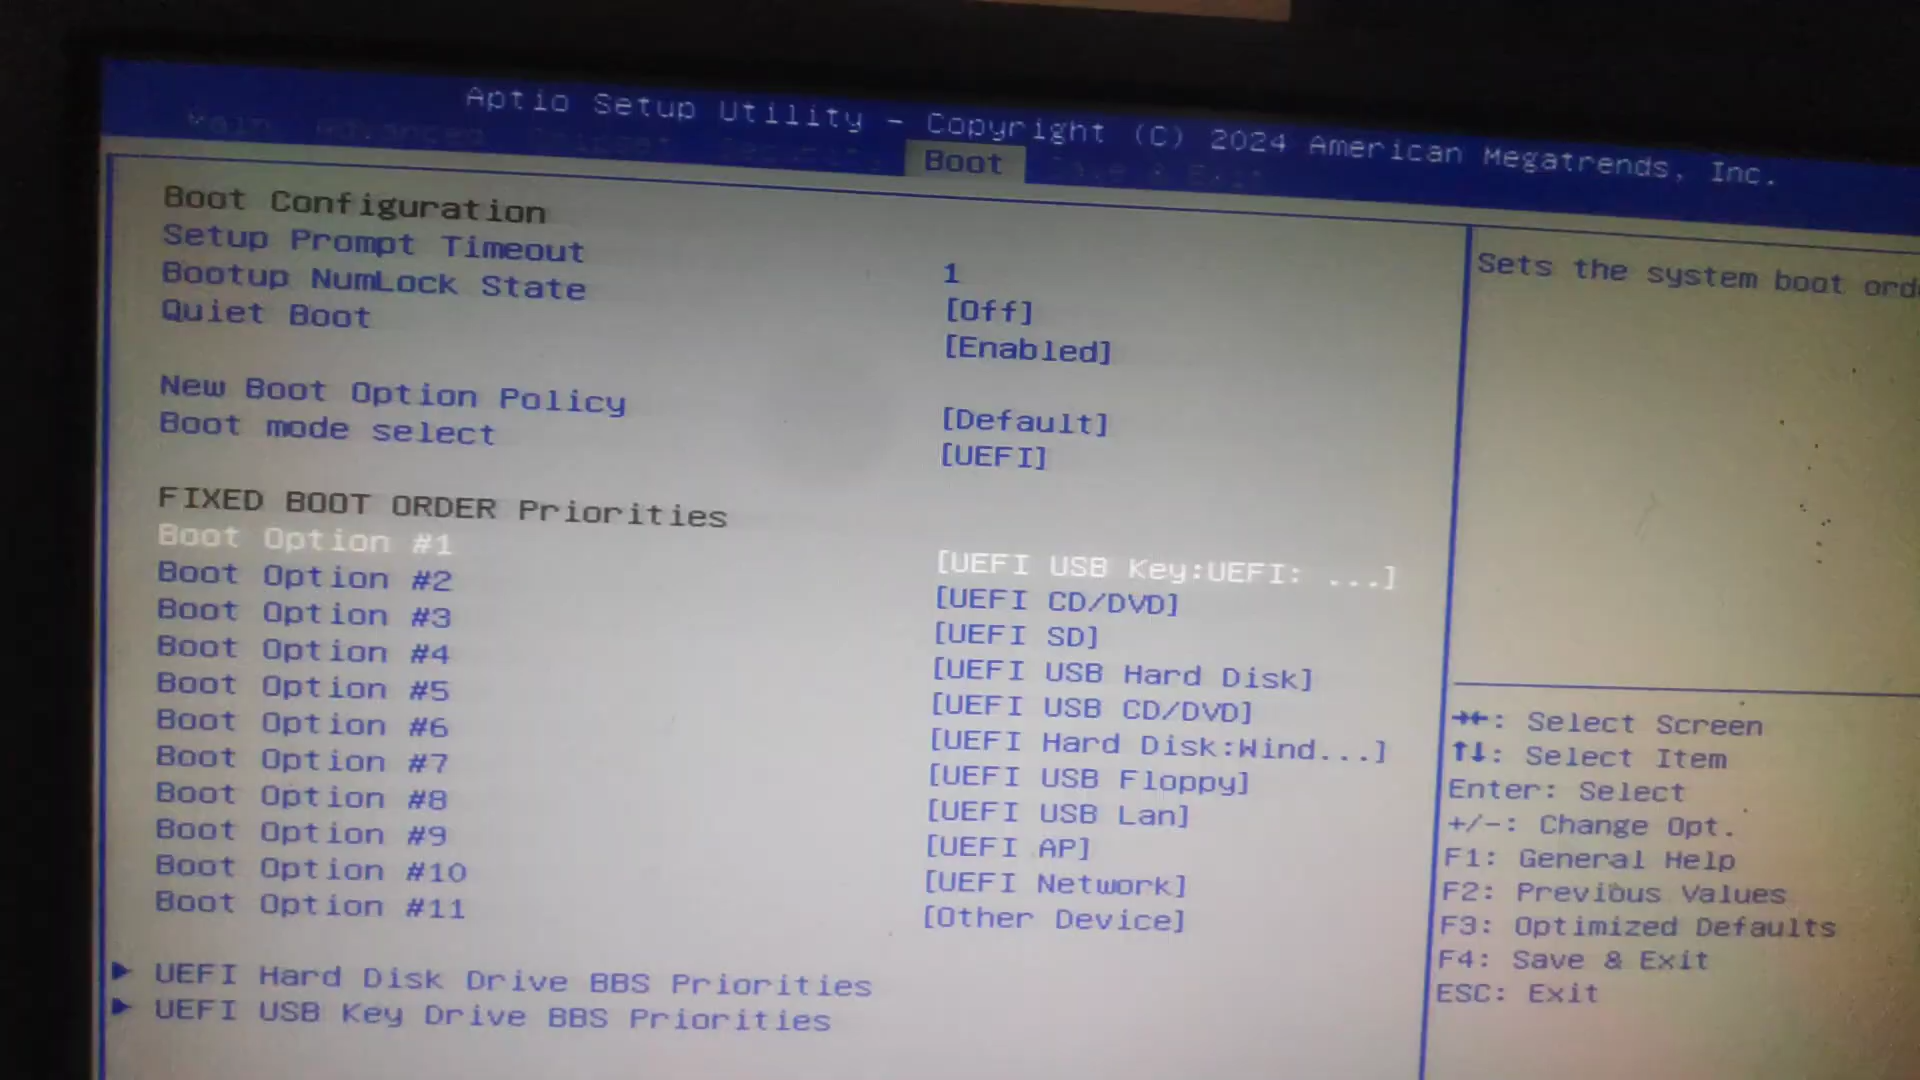 Aptio Setup Utility – Copyright (C) 2024 American Megatrends, Inc.
Main Advanced Chipset Security Boot Save & Exit
Boot Configuration
Setup Prompt Timeout 1
Bootup NumLock State [Off]
Quiet Boot [Enabled]
New Boot Option Policy [Default]
Boot mode select [UEFI]
FIXED BOOT ORDER Priorities
Boot Option #1 [UEFI USB Key:UEFI: ...]
Boot Option #2 [UEFI CD/DVD]
Boot Option #3 [UEFI SD]
Boot Option #4 [UEFI USB Hard Disk]
Boot Option #5 [UEFI USB CD/DVD]
Boot Option #6 [UEFI Hard Disk:Wind...]
Boot Option #7 [UEFI USB Floppy]
Boot Option #8 [UEFI USB Lan]
Boot Option #9 [UEFI AP]
Boot Option #10 [UEFI Network]
Boot Option #11 [Other Device]
UEFI Hard Disk Drive BBS Priorities
UEFI USB Key Drive BBS Priorities
Sets the system boot
→←: Select Screen
↑↓: Select Item
Enter: Select
+/-: Change Opt.
F1: General Help
F2: Previous Values
F3: Optimized Defaults
F4: Save & Exit
ESC: Exit